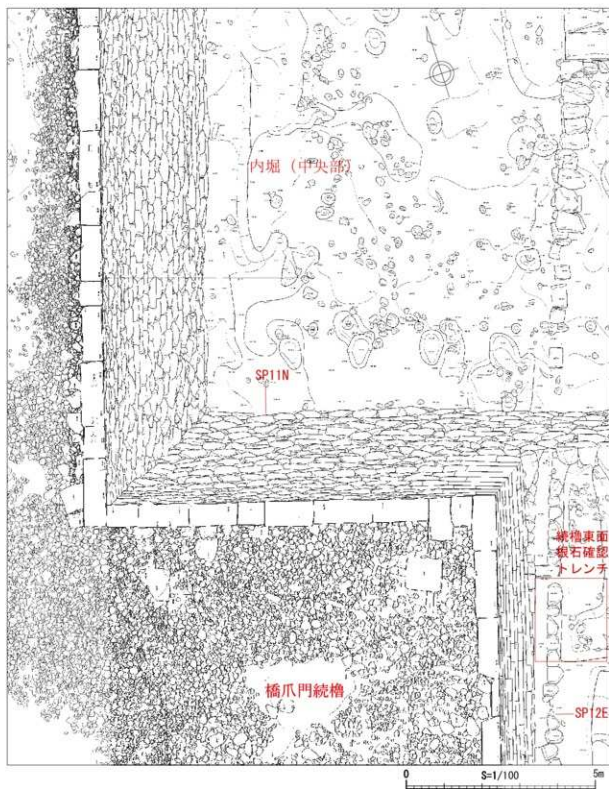 内堀（中央部）
SP11N
続櫓東面
根石確認
トレンチ
橋爪門続櫓
SP12E
0 S=1/100 5m